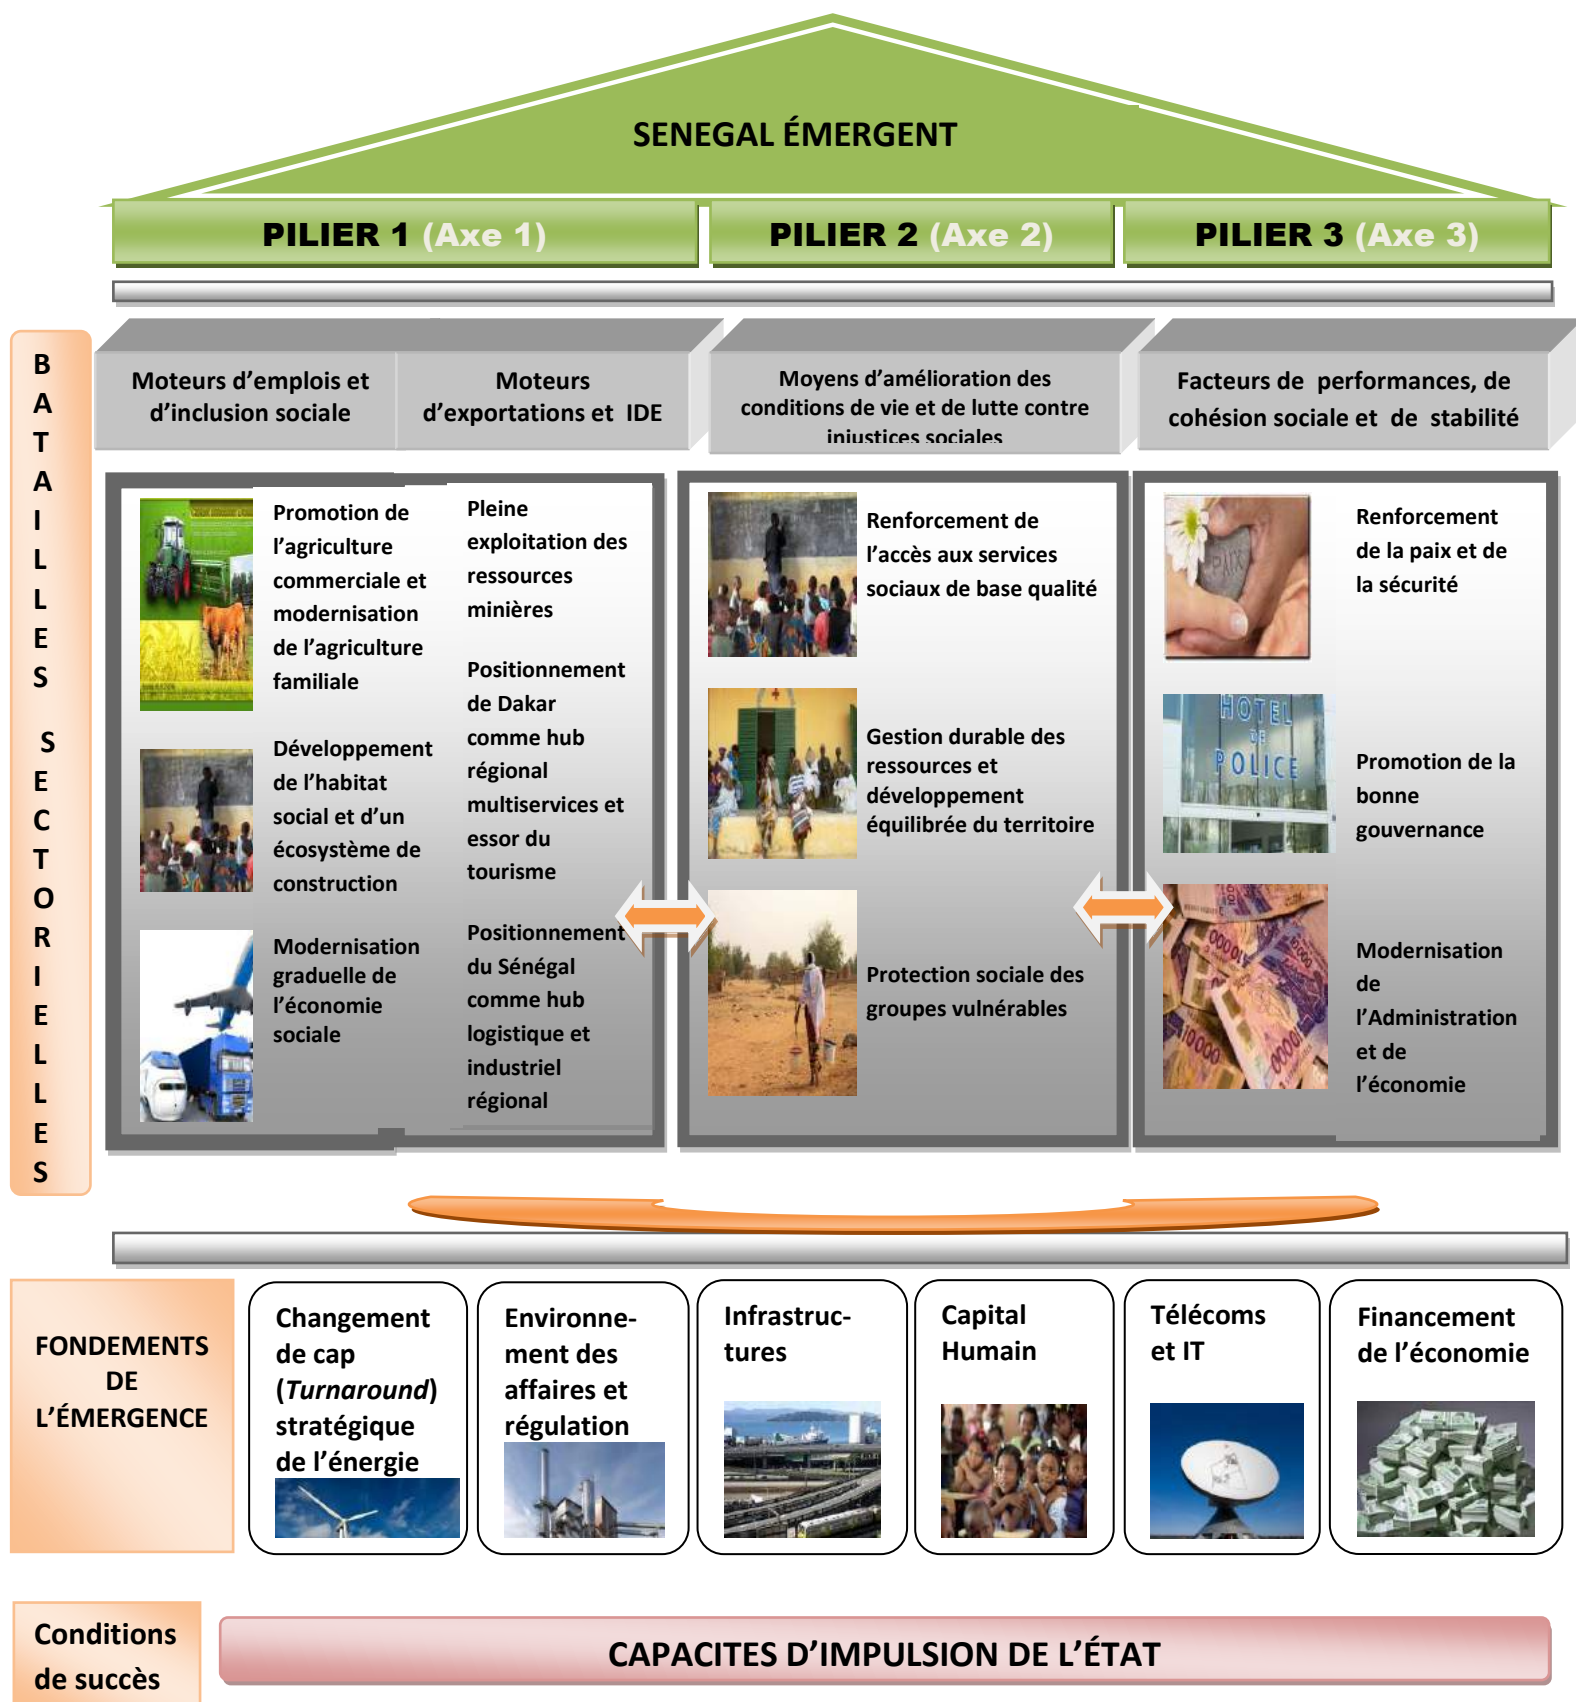 SENEGAL ÉMERGENT
PILIER 1 (Axe 1)
PILIER 2 (Axe 2)
PILIER 3 (Axe 3)
BATAILLES SECTORIELLES
Moteurs d’emplois et
d’inclusion sociale
Moteurs
d’exportations et IDE
Moyens d’amélioration des
conditions de vie et de lutte contre
injustices sociales
Facteurs de performances, de
cohésion sociale et de stabilité
Promotion de
l’agriculture
commerciale et
modernisation
de l’agriculture
familiale
Développement
de l’habitat
social et d’un
écosystème de
construction
Modernisation
graduelle de
l’économie
sociale
Pleine
exploitation des
ressources
minières
Positionnement
de Dakar
comme hub
régional
multiservices et
essor du
tourisme
Positionnement
du Sénégal
comme hub
logistique et
industriel
régional
Renforcement de
l’accès aux services
sociaux de base qualité
Gestion durable des
ressources et
développement
équilibrée du territoire
Protection sociale des
groupes vulnérables
PAIX
Renforcement
de la paix et de
la sécurité
HOTEL
DE
POLICE
Promotion de la
bonne
gouvernance
10000
Modernisation
de
l’Administration
et de
l’économie
FONDEMENTS
DE
L’ÉMERGENCE
Changement
de cap
(Turnaround)
stratégique
de l’énergie
Environne-
ment des
affaires et
régulation
Infrastruc-
tures
Capital
Humain
Télécoms
et IT
Financement
de l’économie
Conditions
de succès
CAPACITES D’IMPULSION DE L’ÉTAT